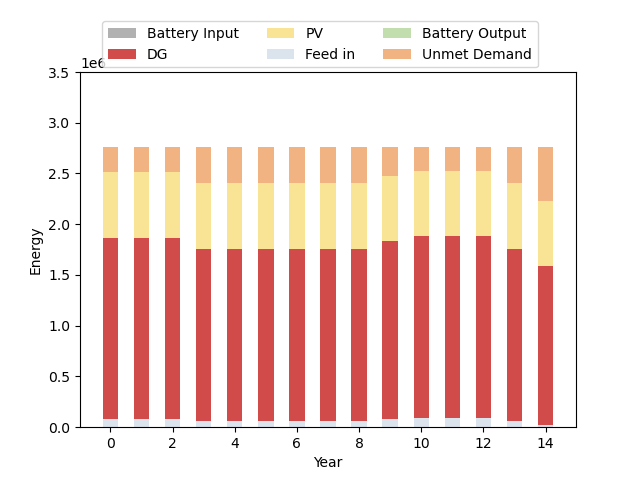 Battery Input PV Battery Output
DG Feed in Unmet Demand
1e6
3.5
3.0
2.5
2.0
1.5
1.0
0.5
0.0
Energy
0 2 4 6 8 10 12 14
Year